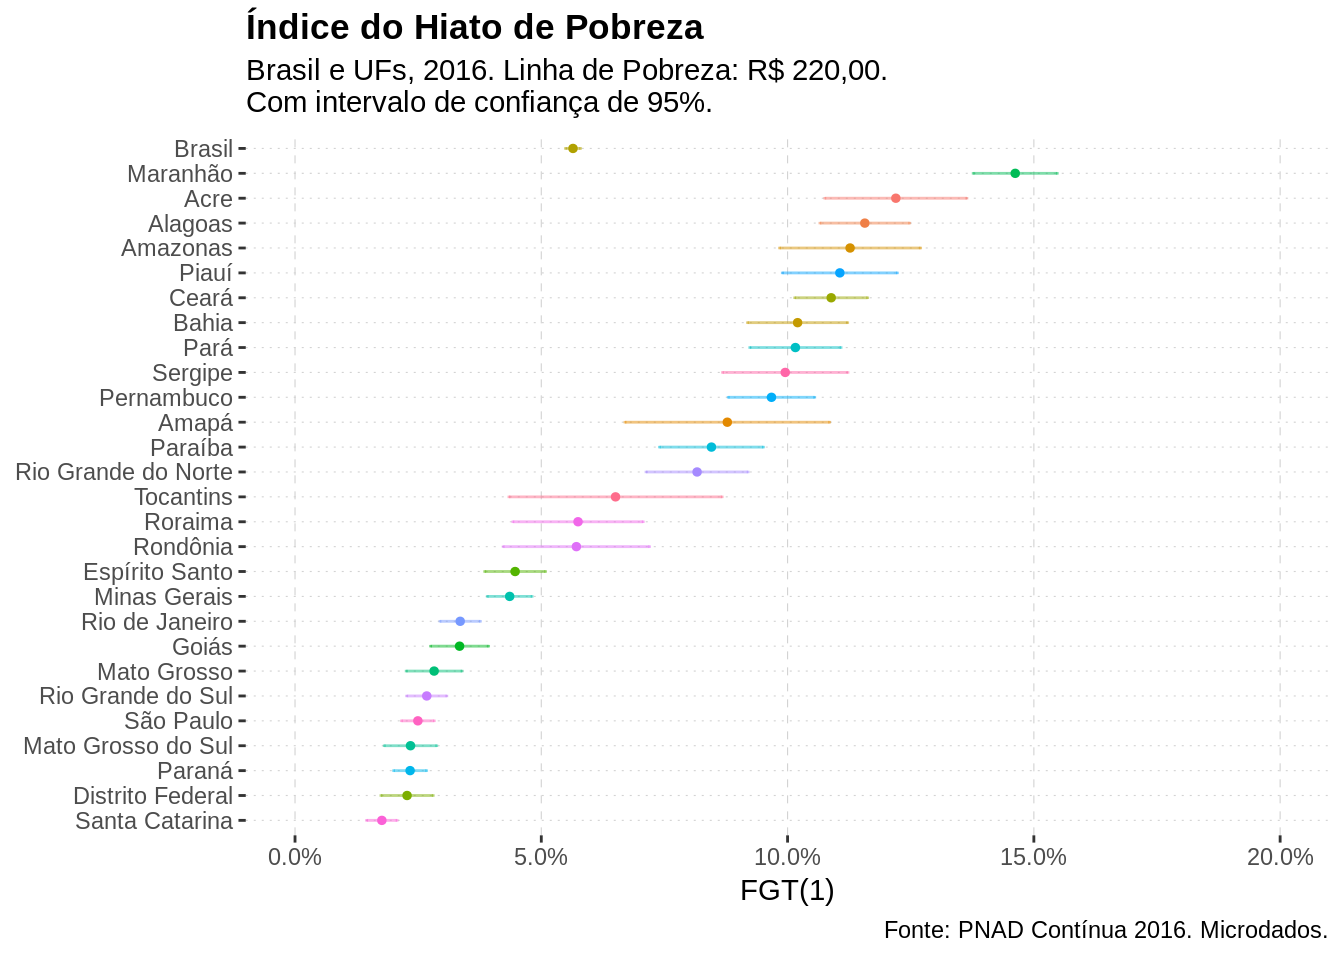 Índice do Hiato de Pobreza
Brasil e UFs, 2016. Linha de Pobreza: R$ 220,00.
Com intervalo de confiança de 95%.
Brasil
Maranhão
Acre
Alagoas
Amazonas
Piauí
Ceará
Bahia
Pará
Sergipe
Pernambuco
Amapá
Paraíba
Rio Grande do Norte
Tocantins
Roraima
Rondônia
Espírito Santo
Minas Gerais
Rio de Janeiro
Goiás
Mato Grosso
Rio Grande do Sul
São Paulo
Mato Grosso do Sul
Paraná
Distrito Federal
Santa Catarina
0.0% 5.0% 10.0% 15.0% 20.0%
FGT(1)
Fonte: PNAD Contínua 2016. Microdados.